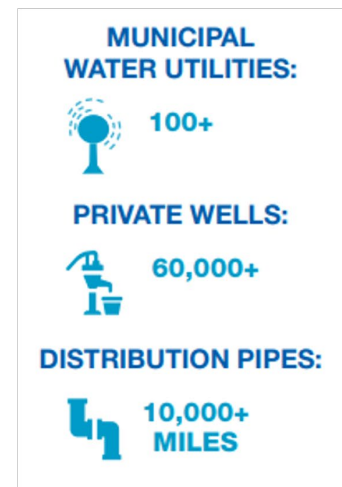 MUNICIPAL
WATER UTILITIES:
100+
PRIVATE WELLS:
60,000+
DISTRIBUTION PIPES:
10,000+
MILES